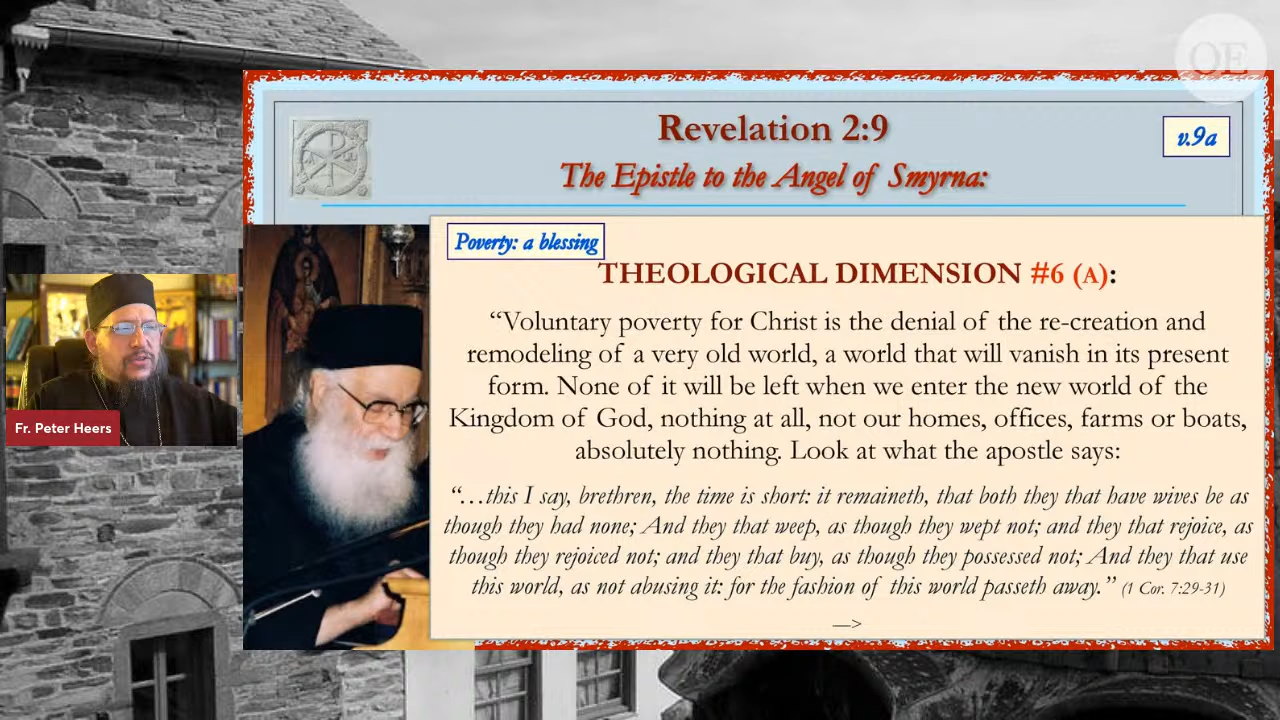 OE
Revelation 2:9
v.9a
The Epistle to the Angel of Smyrna:
Poverty: a blessing
THEOLOGICAL DIMENSION #6 (A):
“Voluntary poverty for Christ is the denial of the re-creation and
remodeling of a very old world, a world that will vanish in its present
form. None of it will be left when we enter the new world of the
Kingdom of God, nothing at all, not our homes, offices, farms or boats,
absolutely nothing. Look at what the apostle says:
“…this I say, brethren, the time is short: it remaineth, that both they that have wives be as
though they had none; And they that weep, as though they wept not; and they that rejoice, as
though they rejoiced not; and they that buy, as though they possessed not; And they that use
this world, as not abusing it: for the fashion of this world passeth away.” (1 Cor. 7:29-31)
—>
Fr. Peter Heers